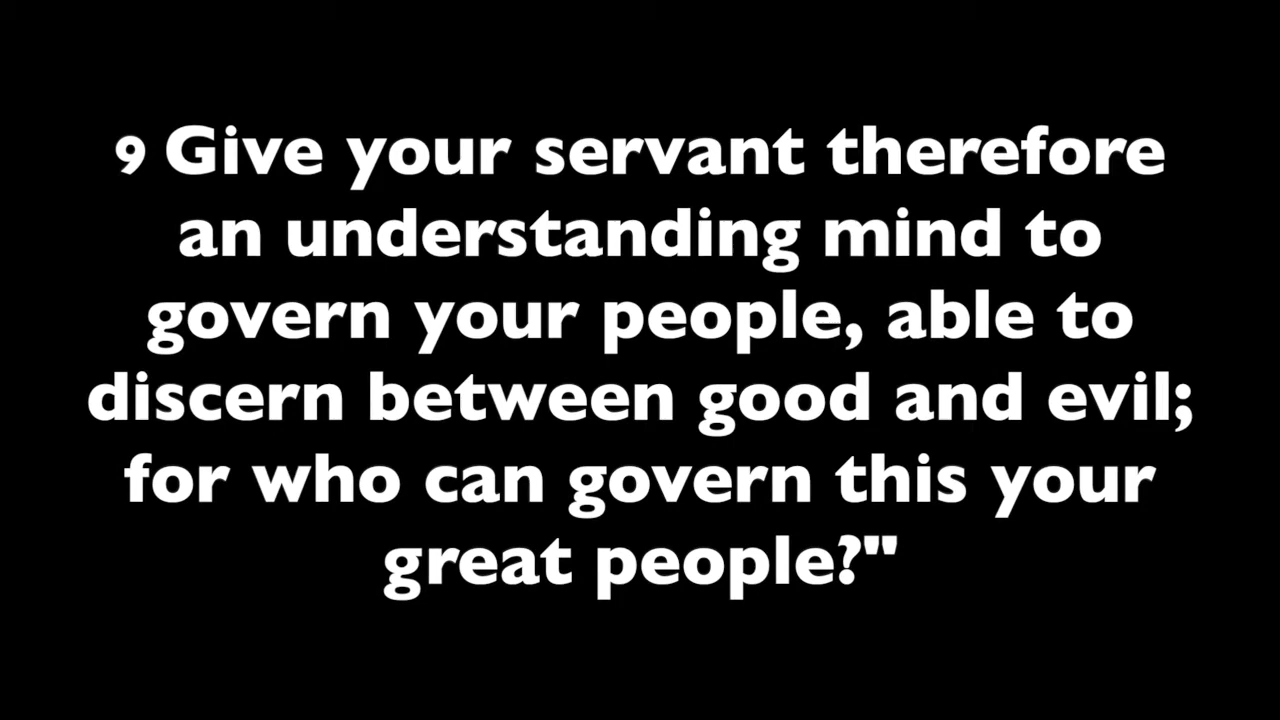 9 Give your servant therefore
an understanding mind to
govern your people, able to
discern between good and evil;
for who can govern this your
great people?"